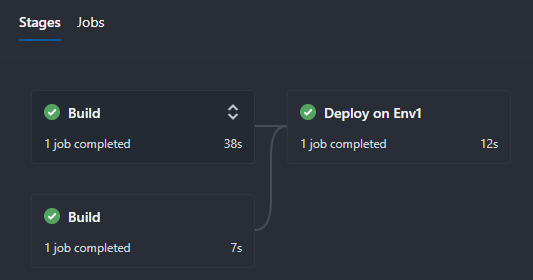 Stages Jobs
Build
1 job completed 38s
Deploy on Env1
1 job completed 12s
Build
1 job completed 7s